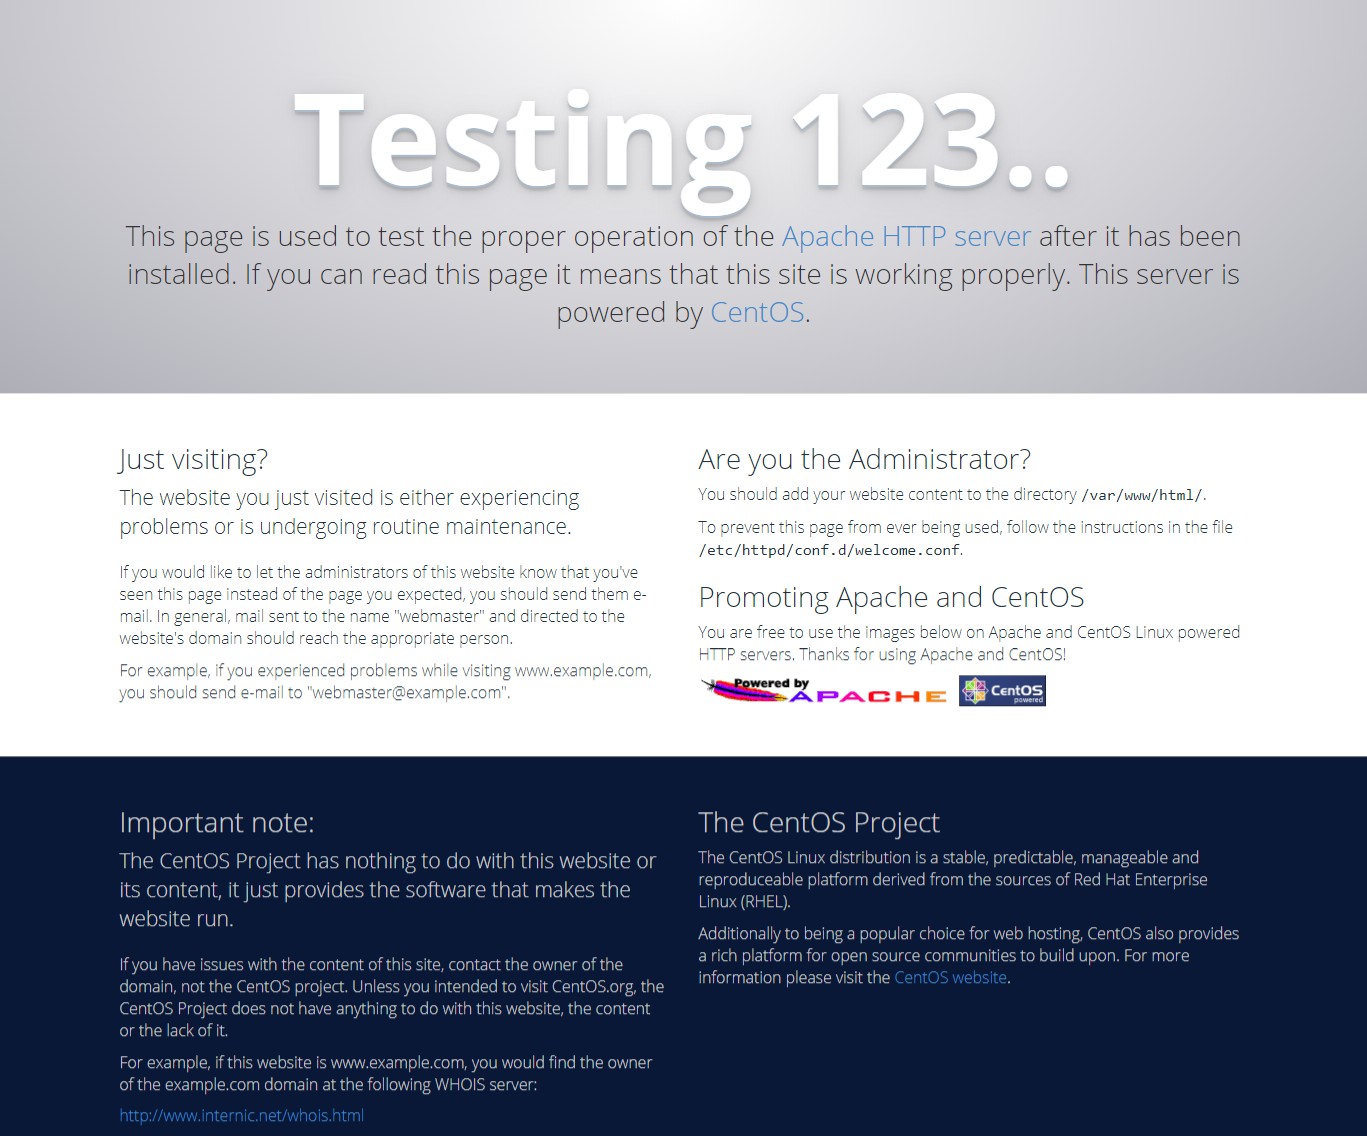 Testing 123..
This page is used to test the proper operation of the Apache HTTP server after it has been
installed. If you can read this page it means that this site is working properly. This server is
powered by CentOS.
Just visiting?
The website you just visited is either experiencing
problems or is undergoing routine maintenance.
If you would like to let the administrators of this website know that you've
seen this page instead of the page you expected, you should send them e-
mail. In general, mail sent to the name "webmaster" and directed to the
website's domain should reach the appropriate person.
For example, if you experienced problems while visiting www.example.com,
you should send e-mail to "webmaster@example.com".
Are you the Administrator?
You should add your website content to the directory /var/www/html/.
To prevent this page from ever being used, follow the instructions in the file
/etc/httpd/conf.d/welcome.conf.
Promoting Apache and CentOS
You are free to use the images below on Apache and CentOS Linux powered
HTTP servers. Thanks for using Apache and CentOS!
Powered by
APACHE
CentOS
powered
Important note:
The CentOS Project has nothing to do with this website or
its content, it just provides the software that makes the
website run.
If you have issues with the content of this site, contact the owner of the
domain, not the CentOS project. Unless you intended to visit CentOS.org, the
CentOS Project does not have anything to do with this website, the content
or the lack of it.
For example, if this website is www.example.com, you would find the owner
of the example.com domain at the following WHOIS server:
http://www.internic.net/whois.html
The CentOS Project
The CentOS Linux distribution is a stable, predictable, manageable and
reproduceable platform derived from the sources of Red Hat Enterprise
Linux (RHEL).
Additionally to being a popular choice for web hosting, CentOS also provides
a rich platform for open source communities to build upon. For more
information please visit the CentOS website.